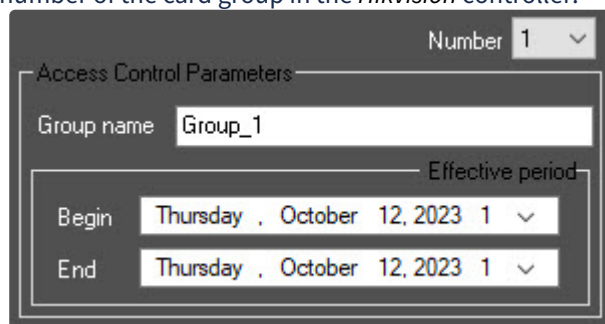 number of the card group in the Hikvision controller.
Number 1
Access Control Parameters
Group name Group_1
Effective period
Begin Thursday , October 12, 2023 1
End Thursday , October 12, 2023 1